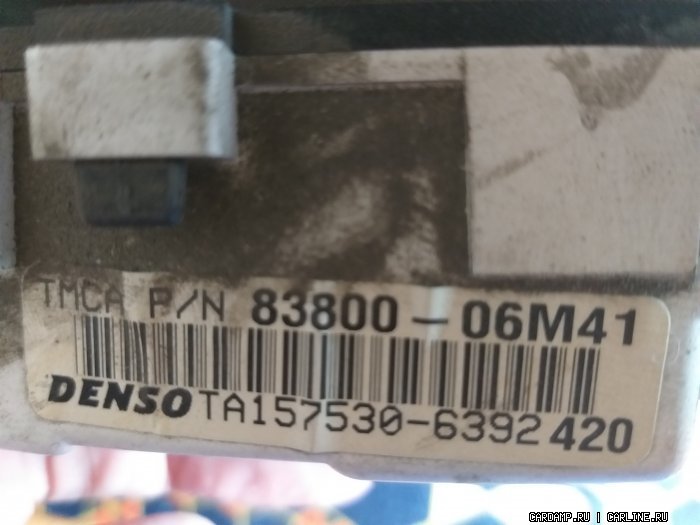 TMCA P/N 83800-06M41
DENSO TA157530-6392 420
CARDAMP.RU | CARLINE.RU